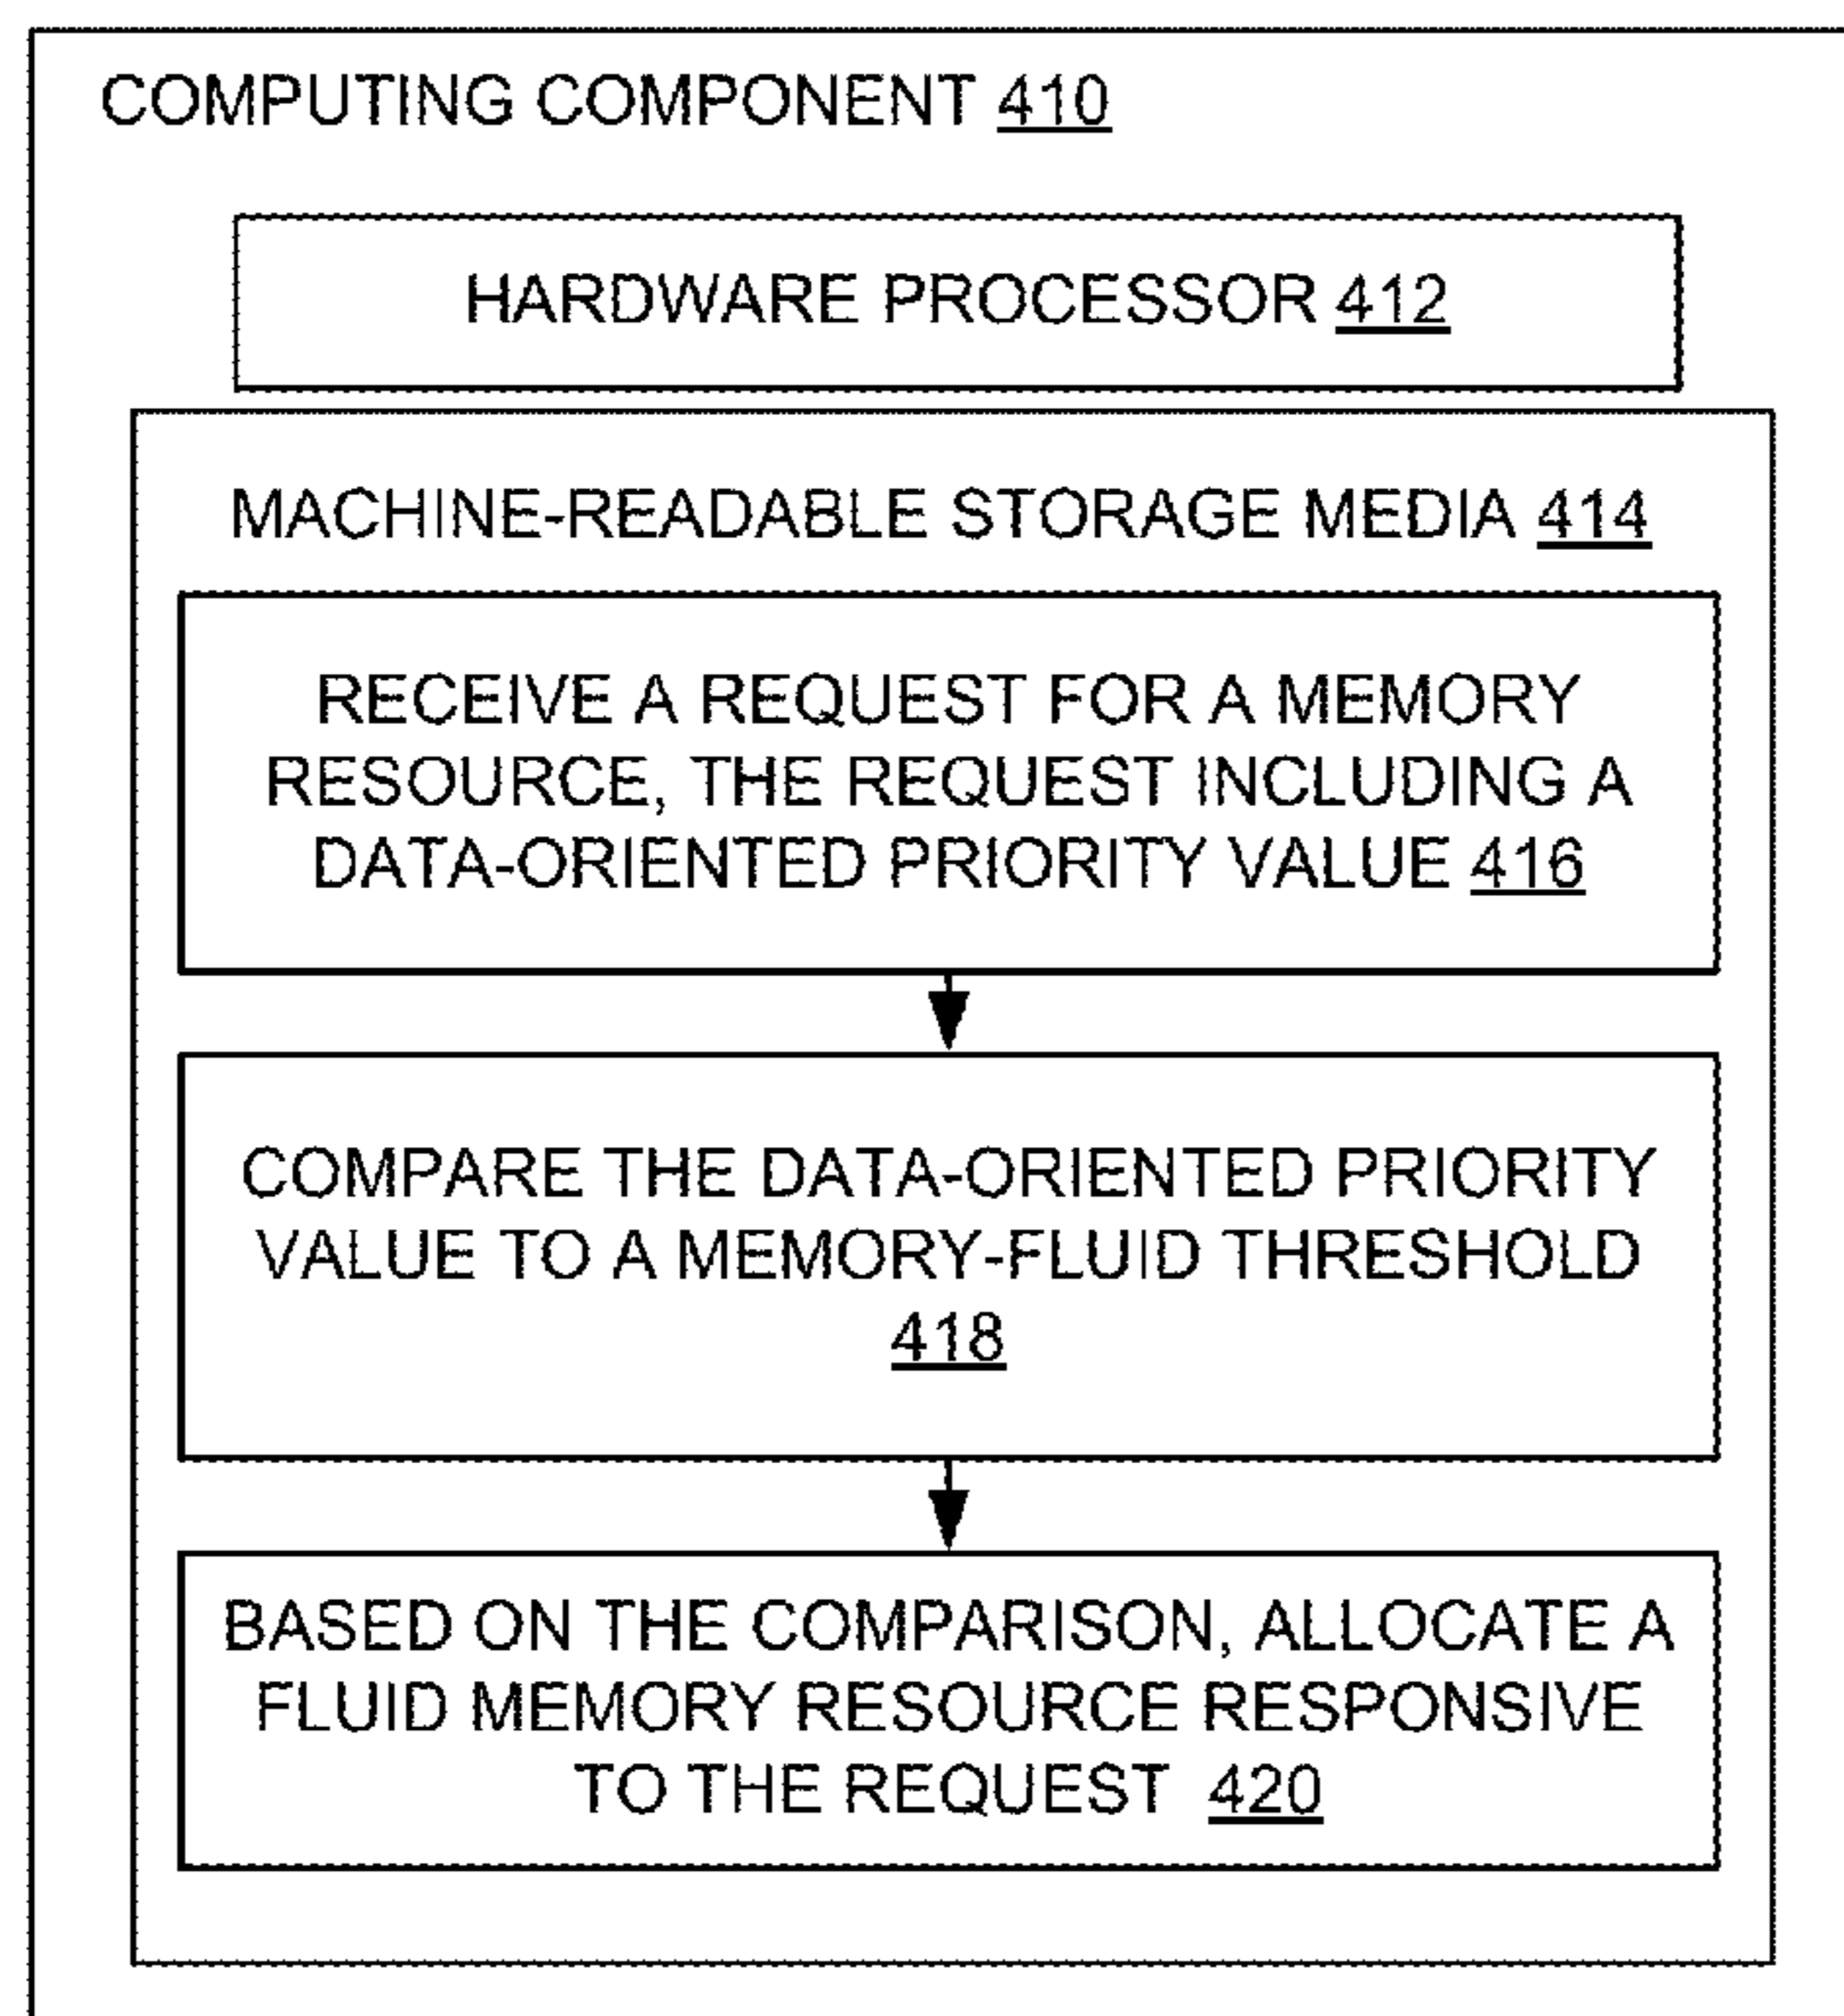 COMPUTING COMPONENT 410
HARDWARE PROCESSOR 412
MACHINE-READABLE STORAGE MEDIA 414
RECEIVE A REQUEST FOR A MEMORY
RESOURCE, THE REQUEST INCLUDING A
DATA-ORIENTED PRIORITY VALUE 416
COMPARE THE DATA-ORIENTED PRIORITY
VALUE TO A MEMORY-FLUID THRESHOLD
418
BASED ON THE COMPARISON, ALLOCATE A
FLUID MEMORY RESOURCE RESPONSIVE
TO THE REQUEST 420